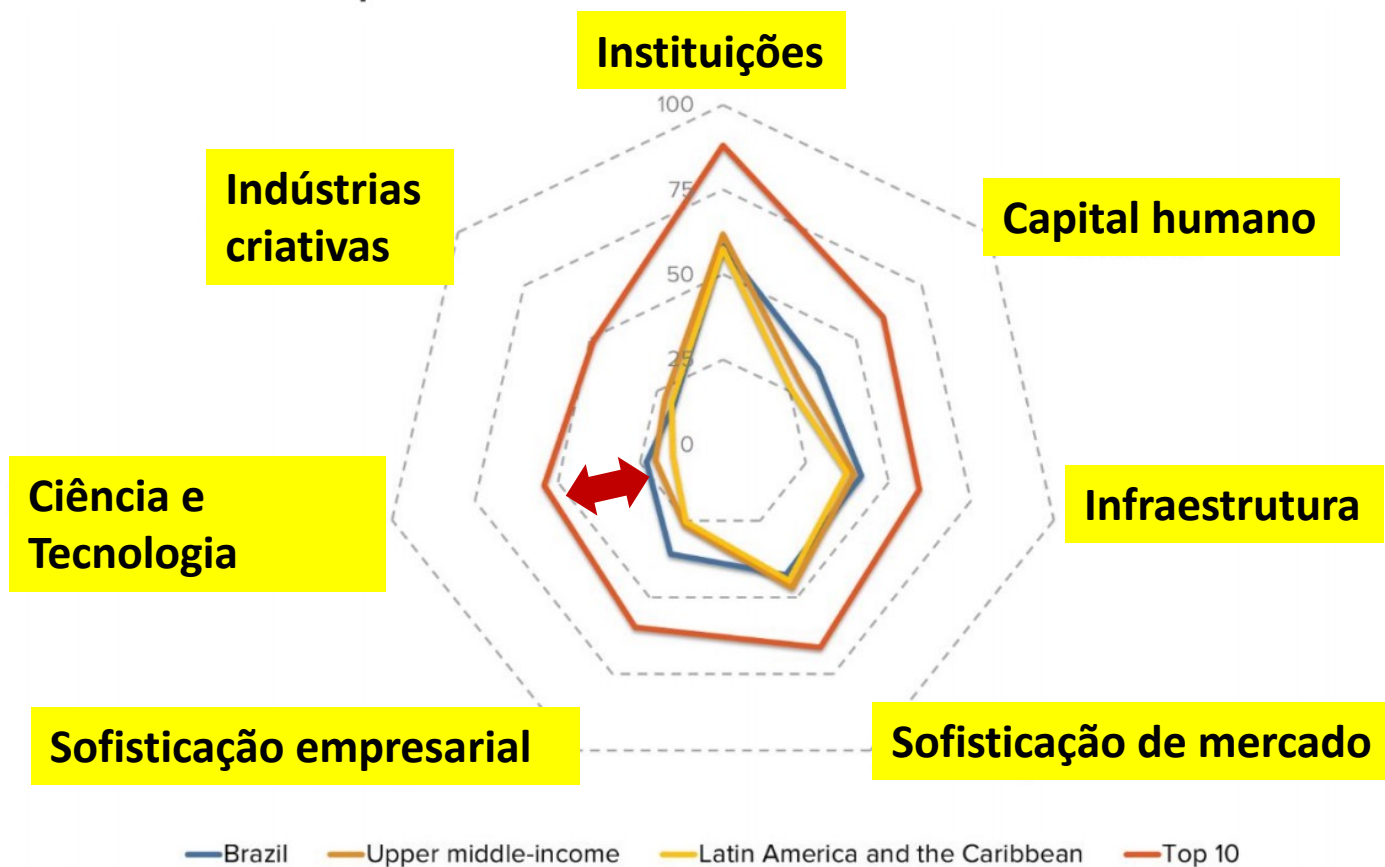 Instituições
100
Indústrias
criativas
75
Capital humano
50
25
0
Ciência e
Tecnologia
Infraestrutura
Sofisticação empresarial
Sofisticação de mercado
Brazil
Upper middle-income
Latin America and the Caribbean
Top 10